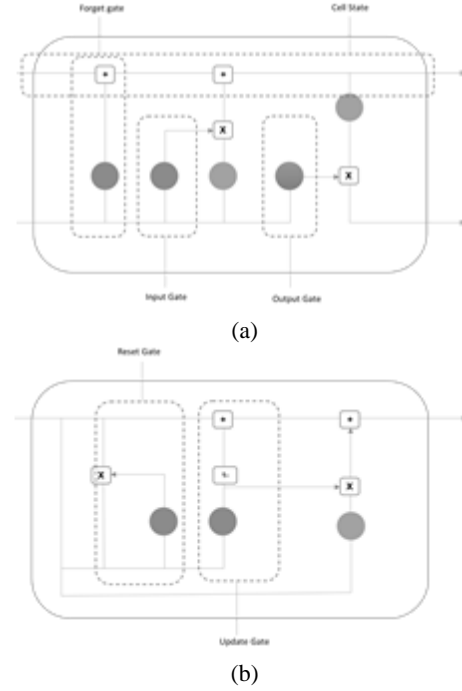 Forget gate
Cell State
+
+
X
X
Input Gate
Output Gate
(a)
Reset Gate
+
+
X
X
Update Gate
(b)